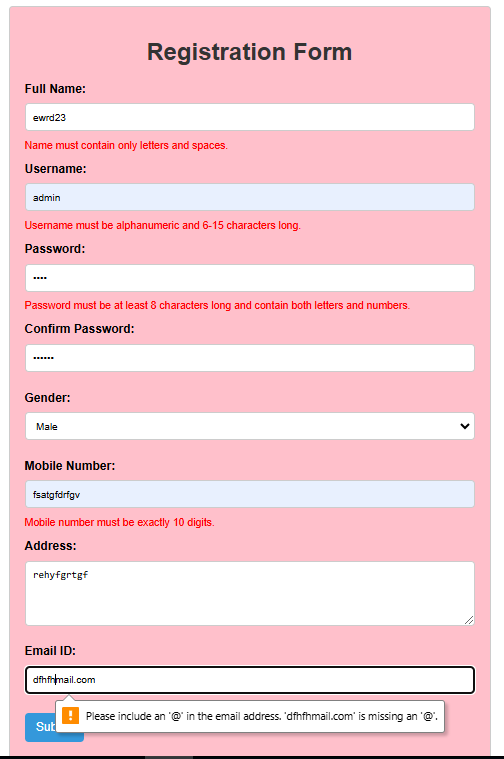 Registration Form
Full Name:
ewrd23
Name must contain only letters and spaces.
Username:
admin
Username must be alphanumeric and 6-15 characters long.
Password:
••••
Password must be at least 8 characters long and contain both letters and numbers.
Confirm Password:
••••••
Gender:
Male
Mobile Number:
fsatgfdrfgv
Mobile number must be exactly 10 digits.
Address:
rehyfgrtgf
Email ID:
dfhfhmail.com
Please include an '@' in the email address. 'dfhfhmail.com' is missing an '@'.